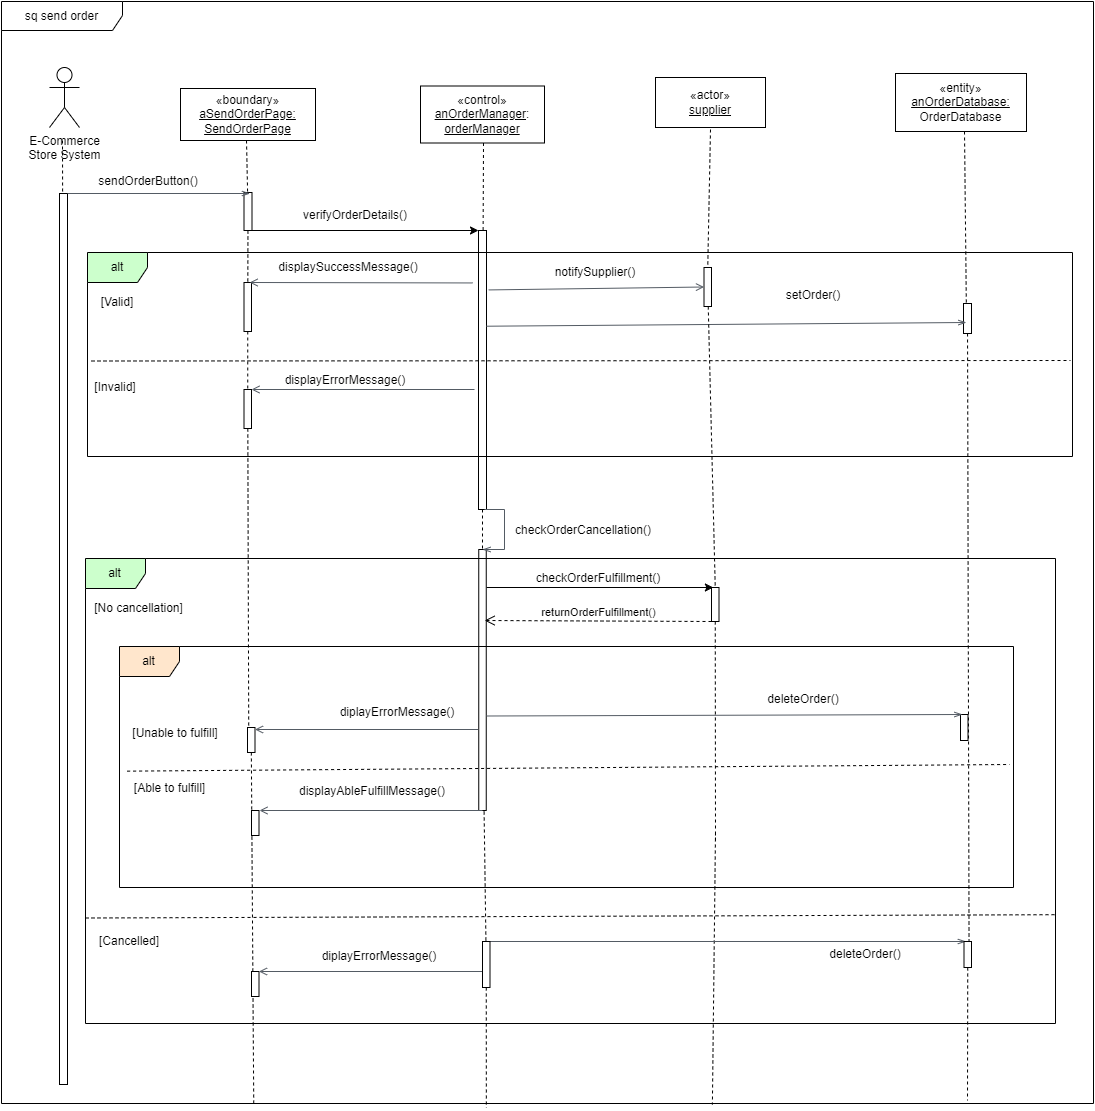 sq send order
E-Commerce
Store System
«boundary»
aSendOrderPage:
SendOrderPage
«control»
anOrderManager:
orderManager
«actor»
supplier
«entity»
anOrderDatabase:
OrderDatabase
sendOrderButton()
verifyOrderDetails()
alt
displaySuccessMessage()
notifySupplier()
setOrder()
[Valid]
[Invalid]
displayErrorMessage()
checkOrderCancellation()
alt
checkOrderFulfillment()
[No cancellation]
returnOrderFulfillment()
alt
deleteOrder()
diplayErrorMessage()
[Unable to fulfill]
[Able to fulfill]
displayAbleFulfillMessage()
[Cancelled]
diplayErrorMessage()
deleteOrder()